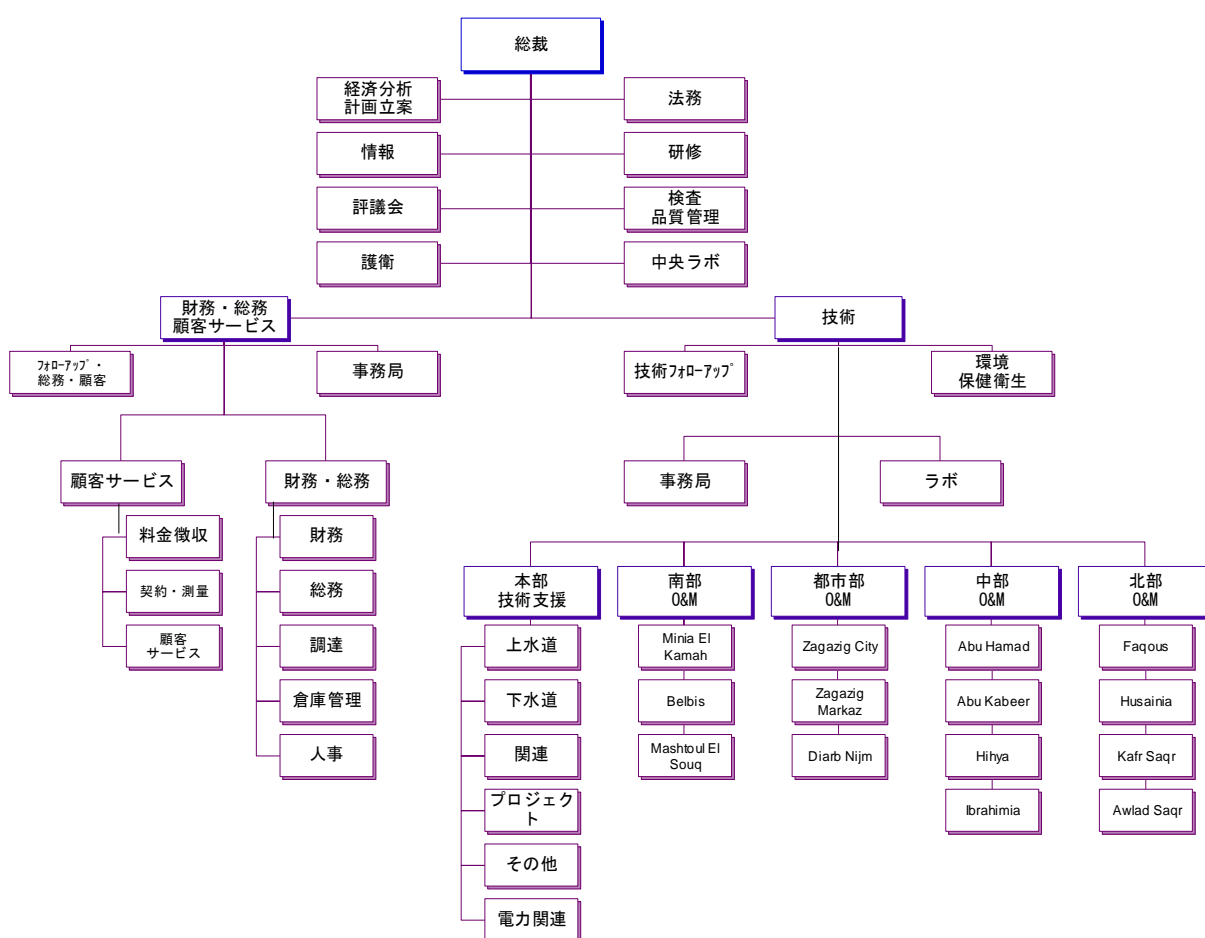 総裁
経済分析
計画立案
法務
情報
研修
評議会
検査
品質管理
護衛
中央ラボ
財務・総務
顧客サービス
技術
ﾌｫﾛｰｱｯﾌﾟ・
総務・顧客
事務局
技術ﾌｫﾛｰｱｯﾌﾟ
環境
保健衛生
顧客サービス
財務・総務
事務局
ラボ
料金徴収
契約・測量
顧客
サービス
財務
総務
調達
倉庫管理
人事
本部
技術支援
南部
O&M
都市部
O&M
中部
O&M
北部
O&M
上水道
下水道
関連
プロジェク
ト
その他
電力関連
Minia El
Kamah
Belbis
Mashtoul El
Souq
Zagazig City
Zagazig
Markaz
Diarb Nijm
Abu Hamad
Abu Kabeer
Hihya
Ibrahimia
Faqous
Husainia
Kafr Saqr
Awlad Saqr